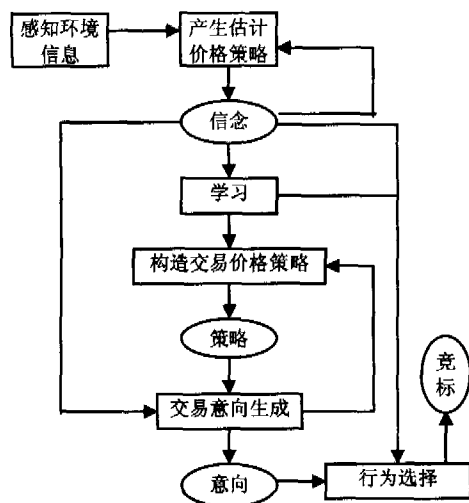 感知环境
信息
产生估计
价格策略
信念
学习
构造交易价格策略
策略
交易意向生成
意向
行为选择
竞
标